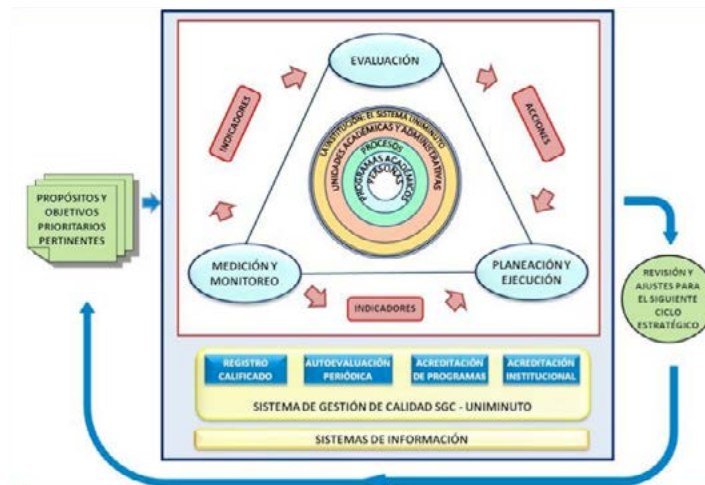 EVALUACIÓN
INDICADORES
ACCIONES
LA INSTITUCIÓN: EL SISTEMA UNIMINUTO
UNIDADES ACADÉMICAS Y ADMINISTRATIVAS
PROCESOS
PROGRAMAS ACADÉMICOS
PERSONAS
PROPÓSITOS Y
OBJETIVOS
PRIORITARIOS
PERTINENTES
MEDICIÓN Y
MONITOREO
PLANEACIÓN Y
EJECUCIÓN
INDICADORES
REVISIÓN Y
AJUSTES PARA
EL SIGUIENTE
CICLO
ESTRATÉGICO
REGISTRO
CALIFICADO
AUTOEVALUACIÓN
PERIÓDICA
ACREDITACIÓN
DE PROGRAMAS
ACREDITACIÓN
INSTITUCIONAL
SISTEMA DE GESTIÓN DE CALIDAD SGC - UNIMINUTO
SISTEMAS DE INFORMACIÓN